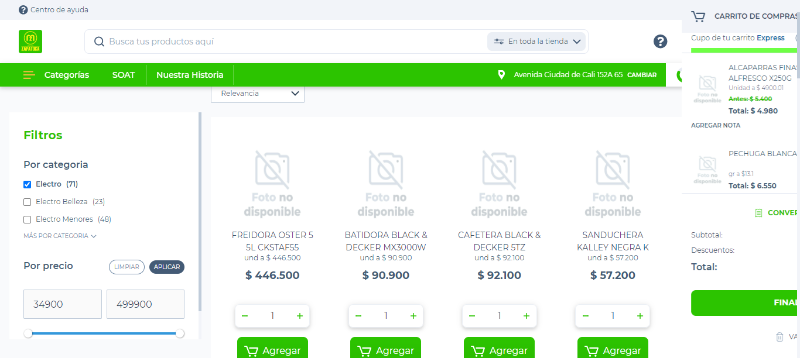 Centro de ayuda
CARRITO DE COMPRAS
m
Busca tus productos aquí
En toda la tienda
Cupo de tu carrito Express
Categorías
SOAT
Nuestra Historia
Avenida Ciudad de Cali 152A 65 CAMBIAR
Relevancia
Filtros
Por categoria
Electro (71)
Electro Belleza (23)
Electro Menores (48)
MÁS POR CATEGORIA
Por precio
LIMPIAR
APLICAR
34900
499900
Foto no
disponible
FREIDORA OSTER 5
5L CKSTAF55
und a $ 446.500
$ 446.500
− 1 +
Agregar
Foto no
disponible
BATIDORA BLACK &
DECKER MX3000W
und a $ 90.900
$ 90.900
− 1 +
Agregar
Foto no
disponible
CAFETERA BLACK &
DECKER 5TZ
und a $ 92.100
$ 92.100
− 1 +
Agregar
Foto no
disponible
SANDUCHERA
KALLEY NEGRA K
und a $ 57.200
$ 57.200
− 1 +
Agregar
Foto no
disponible
ALCAPARRAS FINAS
ALFRESCO X250G
Unidad a $ 4900.01
Antes: $ 5.400
Total: $ 4.980
AGREGAR NOTA
Foto no
disponible
PECHUGA BLANCA
gr a $13.1
Total: $ 6.550
CONVER
Subtotal:
Descuentos:
Total:
FINAL
VA